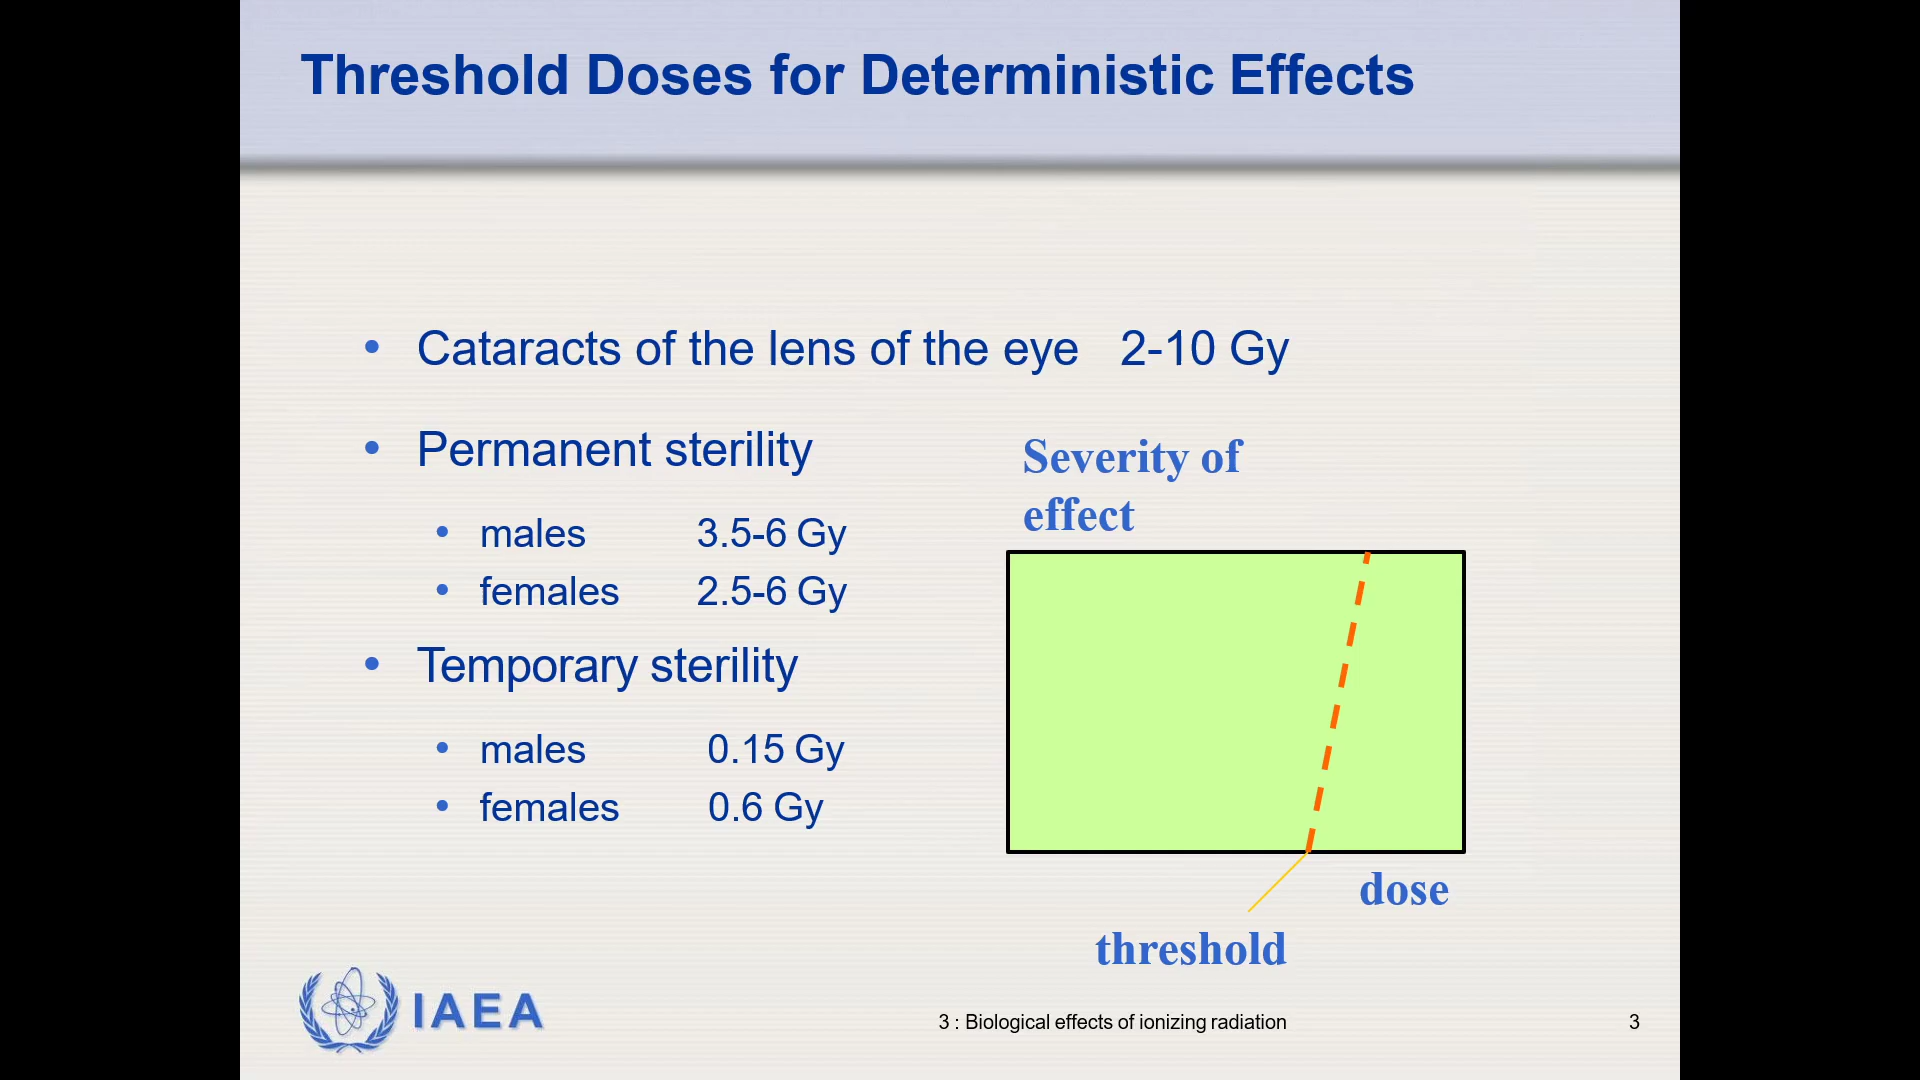 Threshold Doses for Deterministic Effects
• Cataracts of the lens of the eye 2-10 Gy
• Permanent sterility
• males 3.5-6 Gy
• females 2.5-6 Gy
• Temporary sterility
• males 0.15 Gy
• females 0.6 Gy
Severity of
effect
dose
threshold
IAEA
3 : Biological effects of ionizing radiation
3